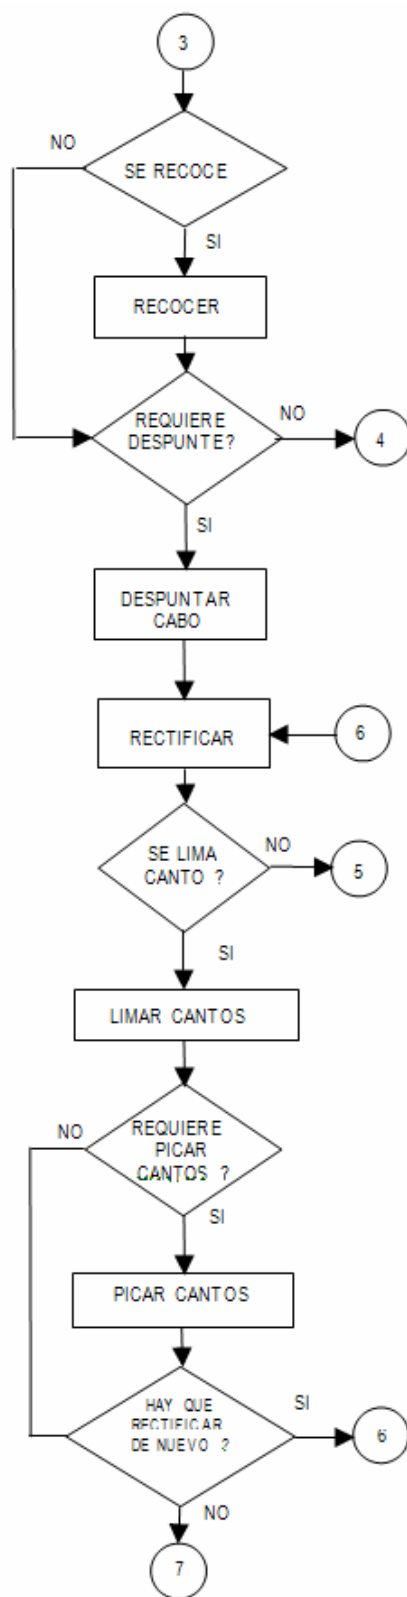 3
NO
SE RECOCE
SI
RECOCER
REQUIERE
DESPUNTE?
NO
4
SI
DESPUNTAR
CABO
RECTIFICAR
6
SE LIMA
CANTO ?
NO
5
SI
LIMAR CANTOS
NO
REQUIERE
PICAR
CANTOS ?
SI
PICAR CANTOS
HAY QUE
RECTIFICAR
DE NUEVO ?
SI
6
NO
7